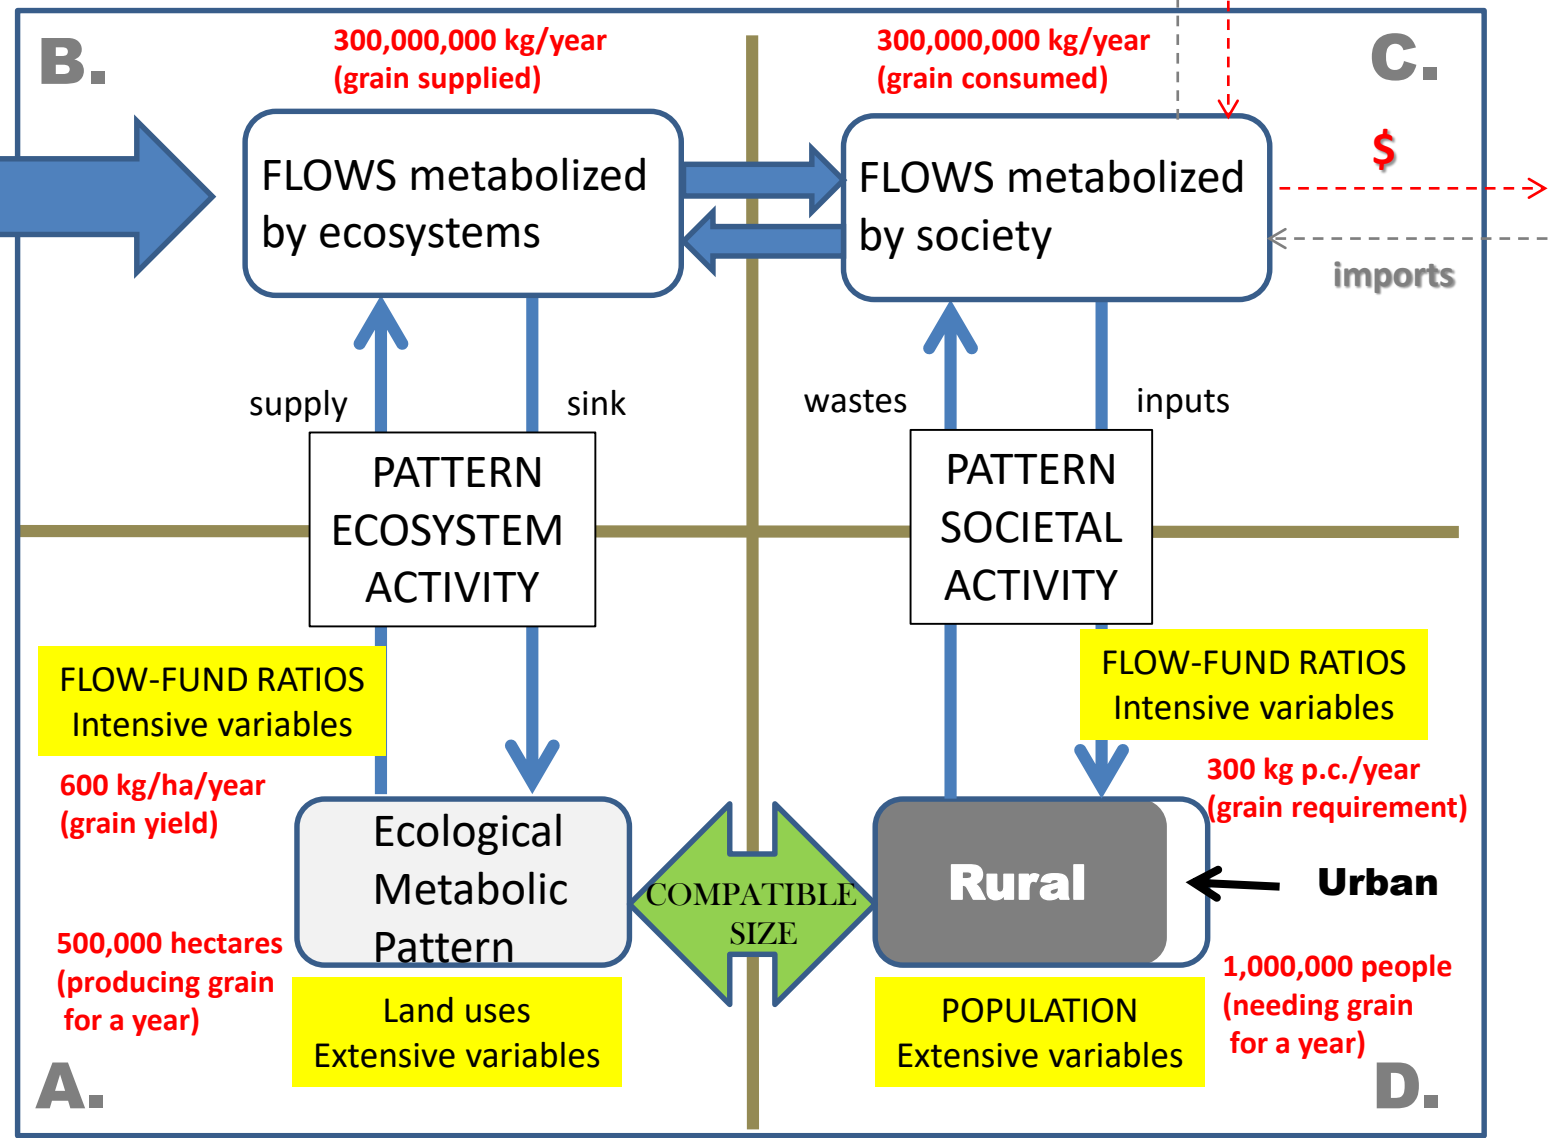 B.
300,000,000 kg/year
(grain supplied)
300,000,000 kg/year
(grain consumed)
C.
FLOWS metabolized
by ecosystems
FLOWS metabolized
by society
$
imports
supply
sink
wastes
inputs
PATTERN
ECOSYSTEM
ACTIVITY
PATTERN
SOCIETAL
ACTIVITY
FLOW-FUND RATIOS
Intensive variables
FLOW-FUND RATIOS
Intensive variables
600 kg/ha/year
(grain yield)
300 kg p.c./year
(grain requirement)
Ecological
Metabolic
Pattern
COMPATIBLE
SIZE
Rural
Urban
500,000 hectares
(producing grain
for a year)
1,000,000 people
(needing grain
for a year)
Land uses
Extensive variables
POPULATION
Extensive variables
A.
D.